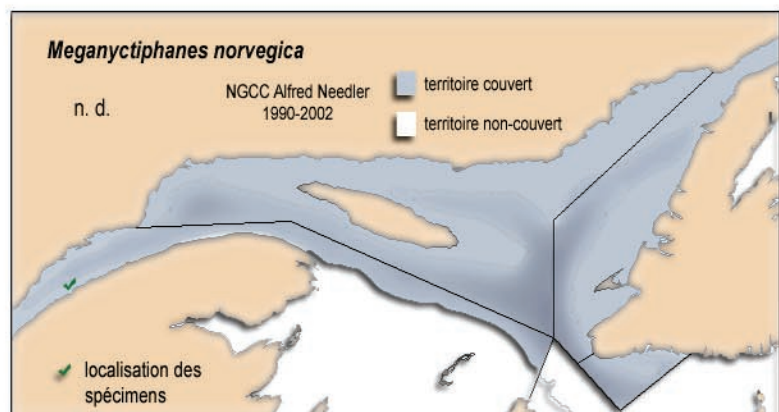 Meganyctiphanes norvegica
n. d.
NGCC Alfred Needler
1990-2002
territoire couvert
territoire non-couvert
localisation des
spécimens